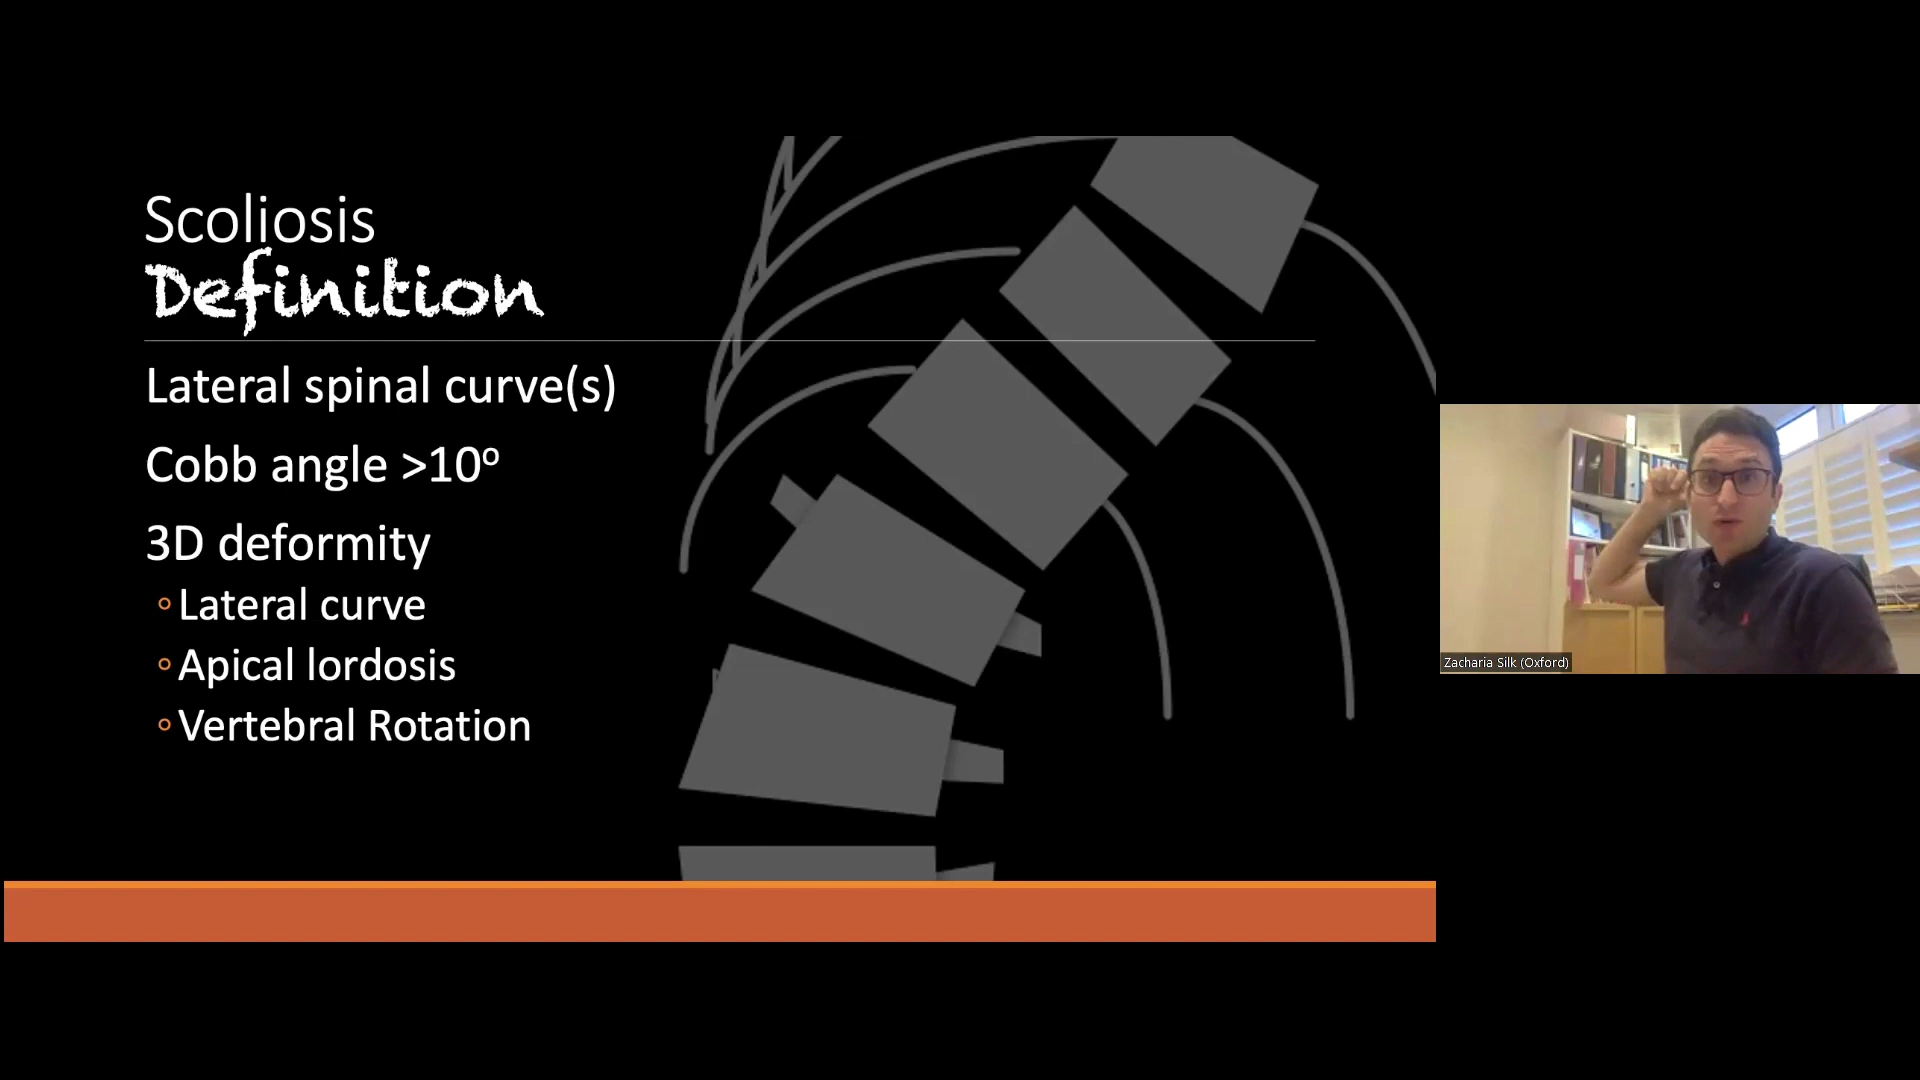 Scoliosis
Definition
Lateral spinal curve(s)
Cobb angle >10º
3D deformity
◦Lateral curve
◦Apical lordosis
◦Vertebral Rotation
Zacharia Silk (Oxford)